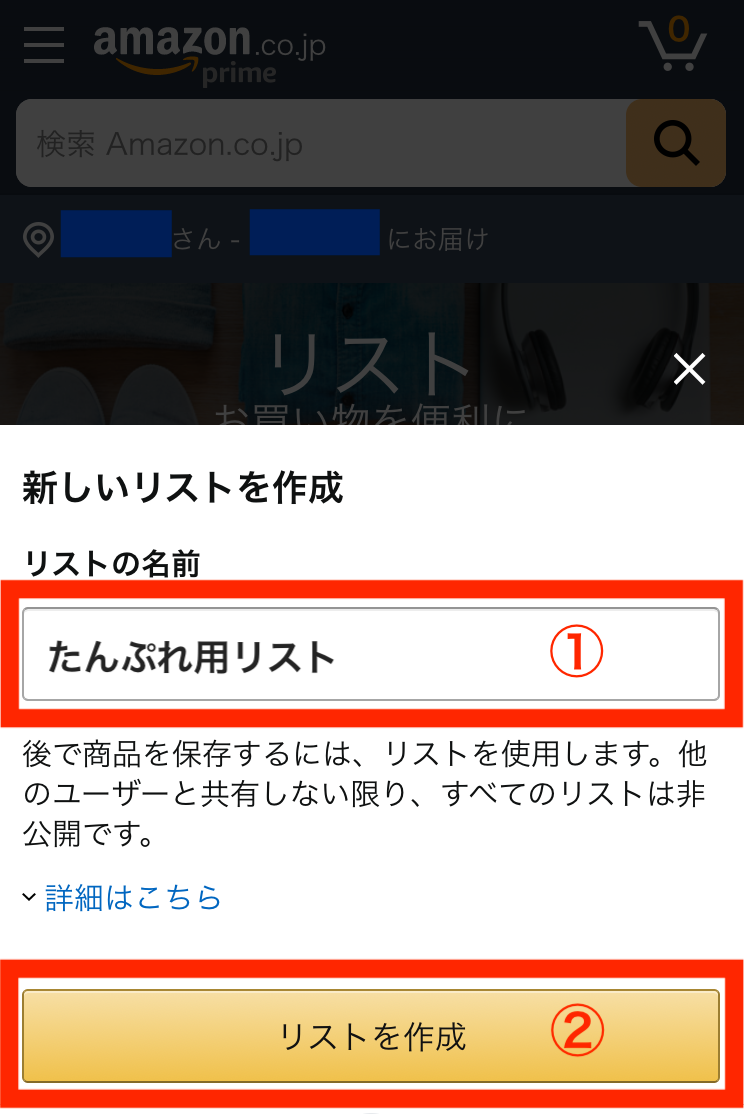 amazon.co.jp
prime
0
検索 Amazon.co.jp
さん - にお届け
リスト
お買い物を便利に
新しいリストを作成
リストの名前
たんぷれ用リスト ①
後で商品を保存するには、リストを使用します。他
のユーザーと共有しない限り、すべてのリストは非
公開です。
詳細はこちら
リストを作成 ②